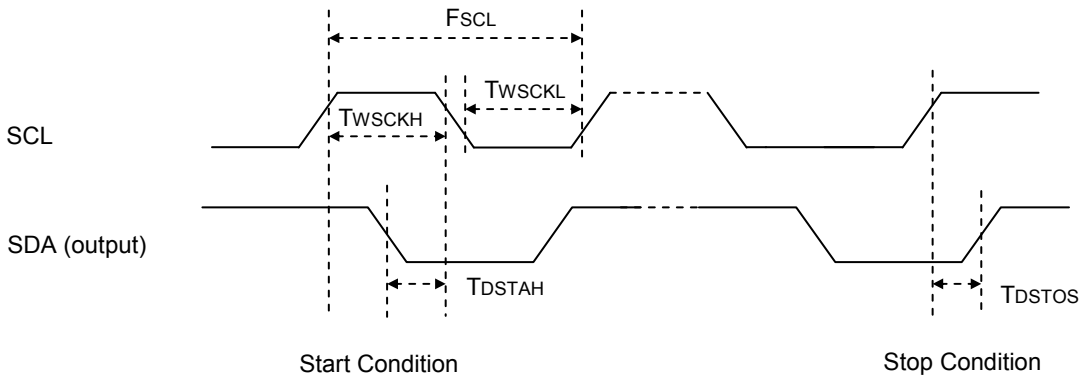 FSCL
TWSCKL
TWSCKH
SCL
SDA (output)
TDSTAH
TDSTOS
Start Condition
Stop Condition